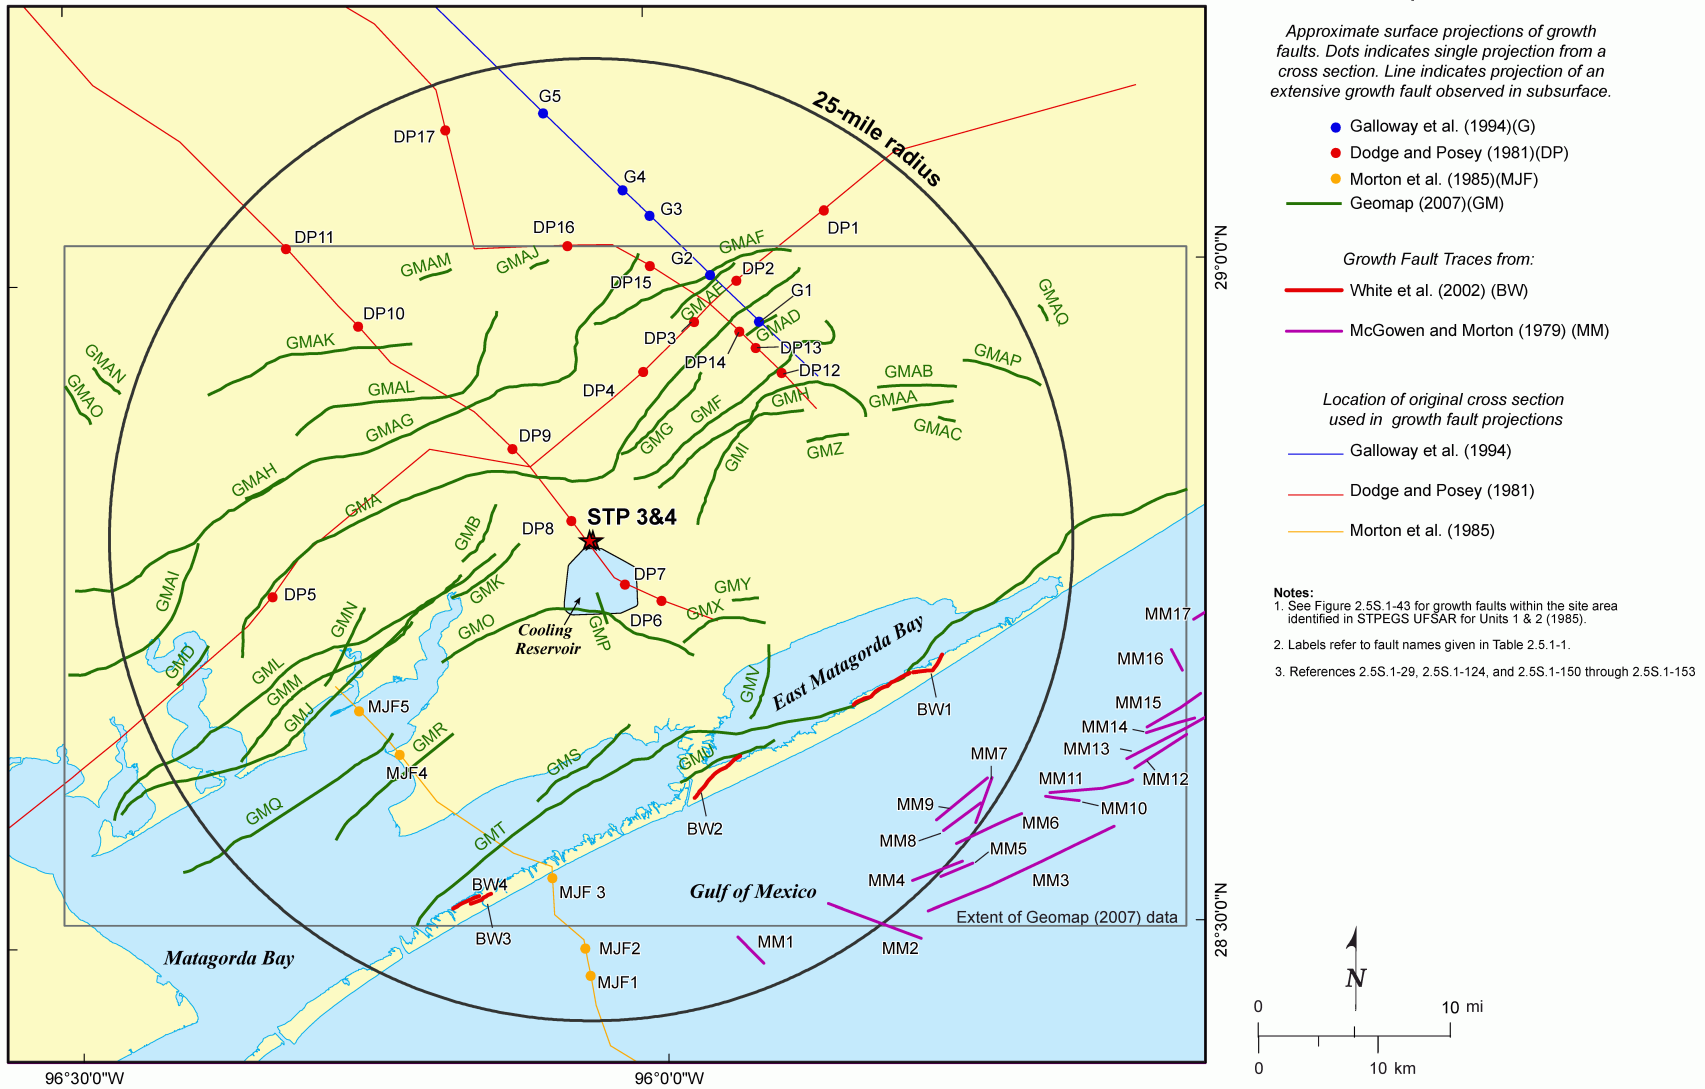 Approximate surface projections of growth
faults. Dots indicates single projection from a
cross section. Line indicates projection of an
extensive growth fault observed in subsurface.
Galloway et al. (1994)(G)
Dodge and Posey (1981)(DP)
Morton et al. (1985)(MJF)
Geomap (2007)(GM)
Growth Fault Traces from:
White et al. (2002) (BW)
McGowen and Morton (1979) (MM)
Location of original cross section
used in growth fault projections
Galloway et al. (1994)
Dodge and Posey (1981)
Morton et al. (1985)
Notes:
1. See Figure 2.5S.1-43 for growth faults within the site area
identified in STPEGS UFSAR for Units 1 & 2 (1985).
2. Labels refer to fault names given in Table 2.5.1-1.
3. References 2.5S.1-29, 2.5S.1-124, and 2.5S.1-150 through 2.5S.1-153
N
0
10 mi
0
10 km
25-mile radius
G5
DP17
G4
G3
DP1
DP16
DP11
GMAF
GMAM
GMAJ
G2
DP2
DP15
GMAE
G1
GMAQ
DP10
GMAD
GMAK
DP3
DP13
DP14
GMAN
GMAP
DP12
GMAB
GMAL
DP4
GMAO
GMH
GMAA
GMF
GMAG
GMAC
DP9
GMG
GMZ
GMI
GMAH
GMA
STP 3&4
DP8
GMB
DP7
GMY
GMK
GMAI
DP5
GMX
DP6
GMN
GMO
GMP
Cooling
Reservoir
MM17
East Matagorda Bay
GMD
GML
MM16
GMM
GMV
MJF5
BW1
MM15
GMJ
MM14
GMR
MM13
MM7
GMS
GMU
MJF4
MM12
MM11
GMQ
MM9
MM10
BW2
MM6
GMT
MM8
MM5
MM4
MM3
BW4
MJF 3
Gulf of Mexico
Extent of Geomap (2007) data
BW3
MJF2
MM1
MM2
Matagorda Bay
MJF1
29°0'0"N
28°30'0"N
96°30'0"W
96°0'0"W